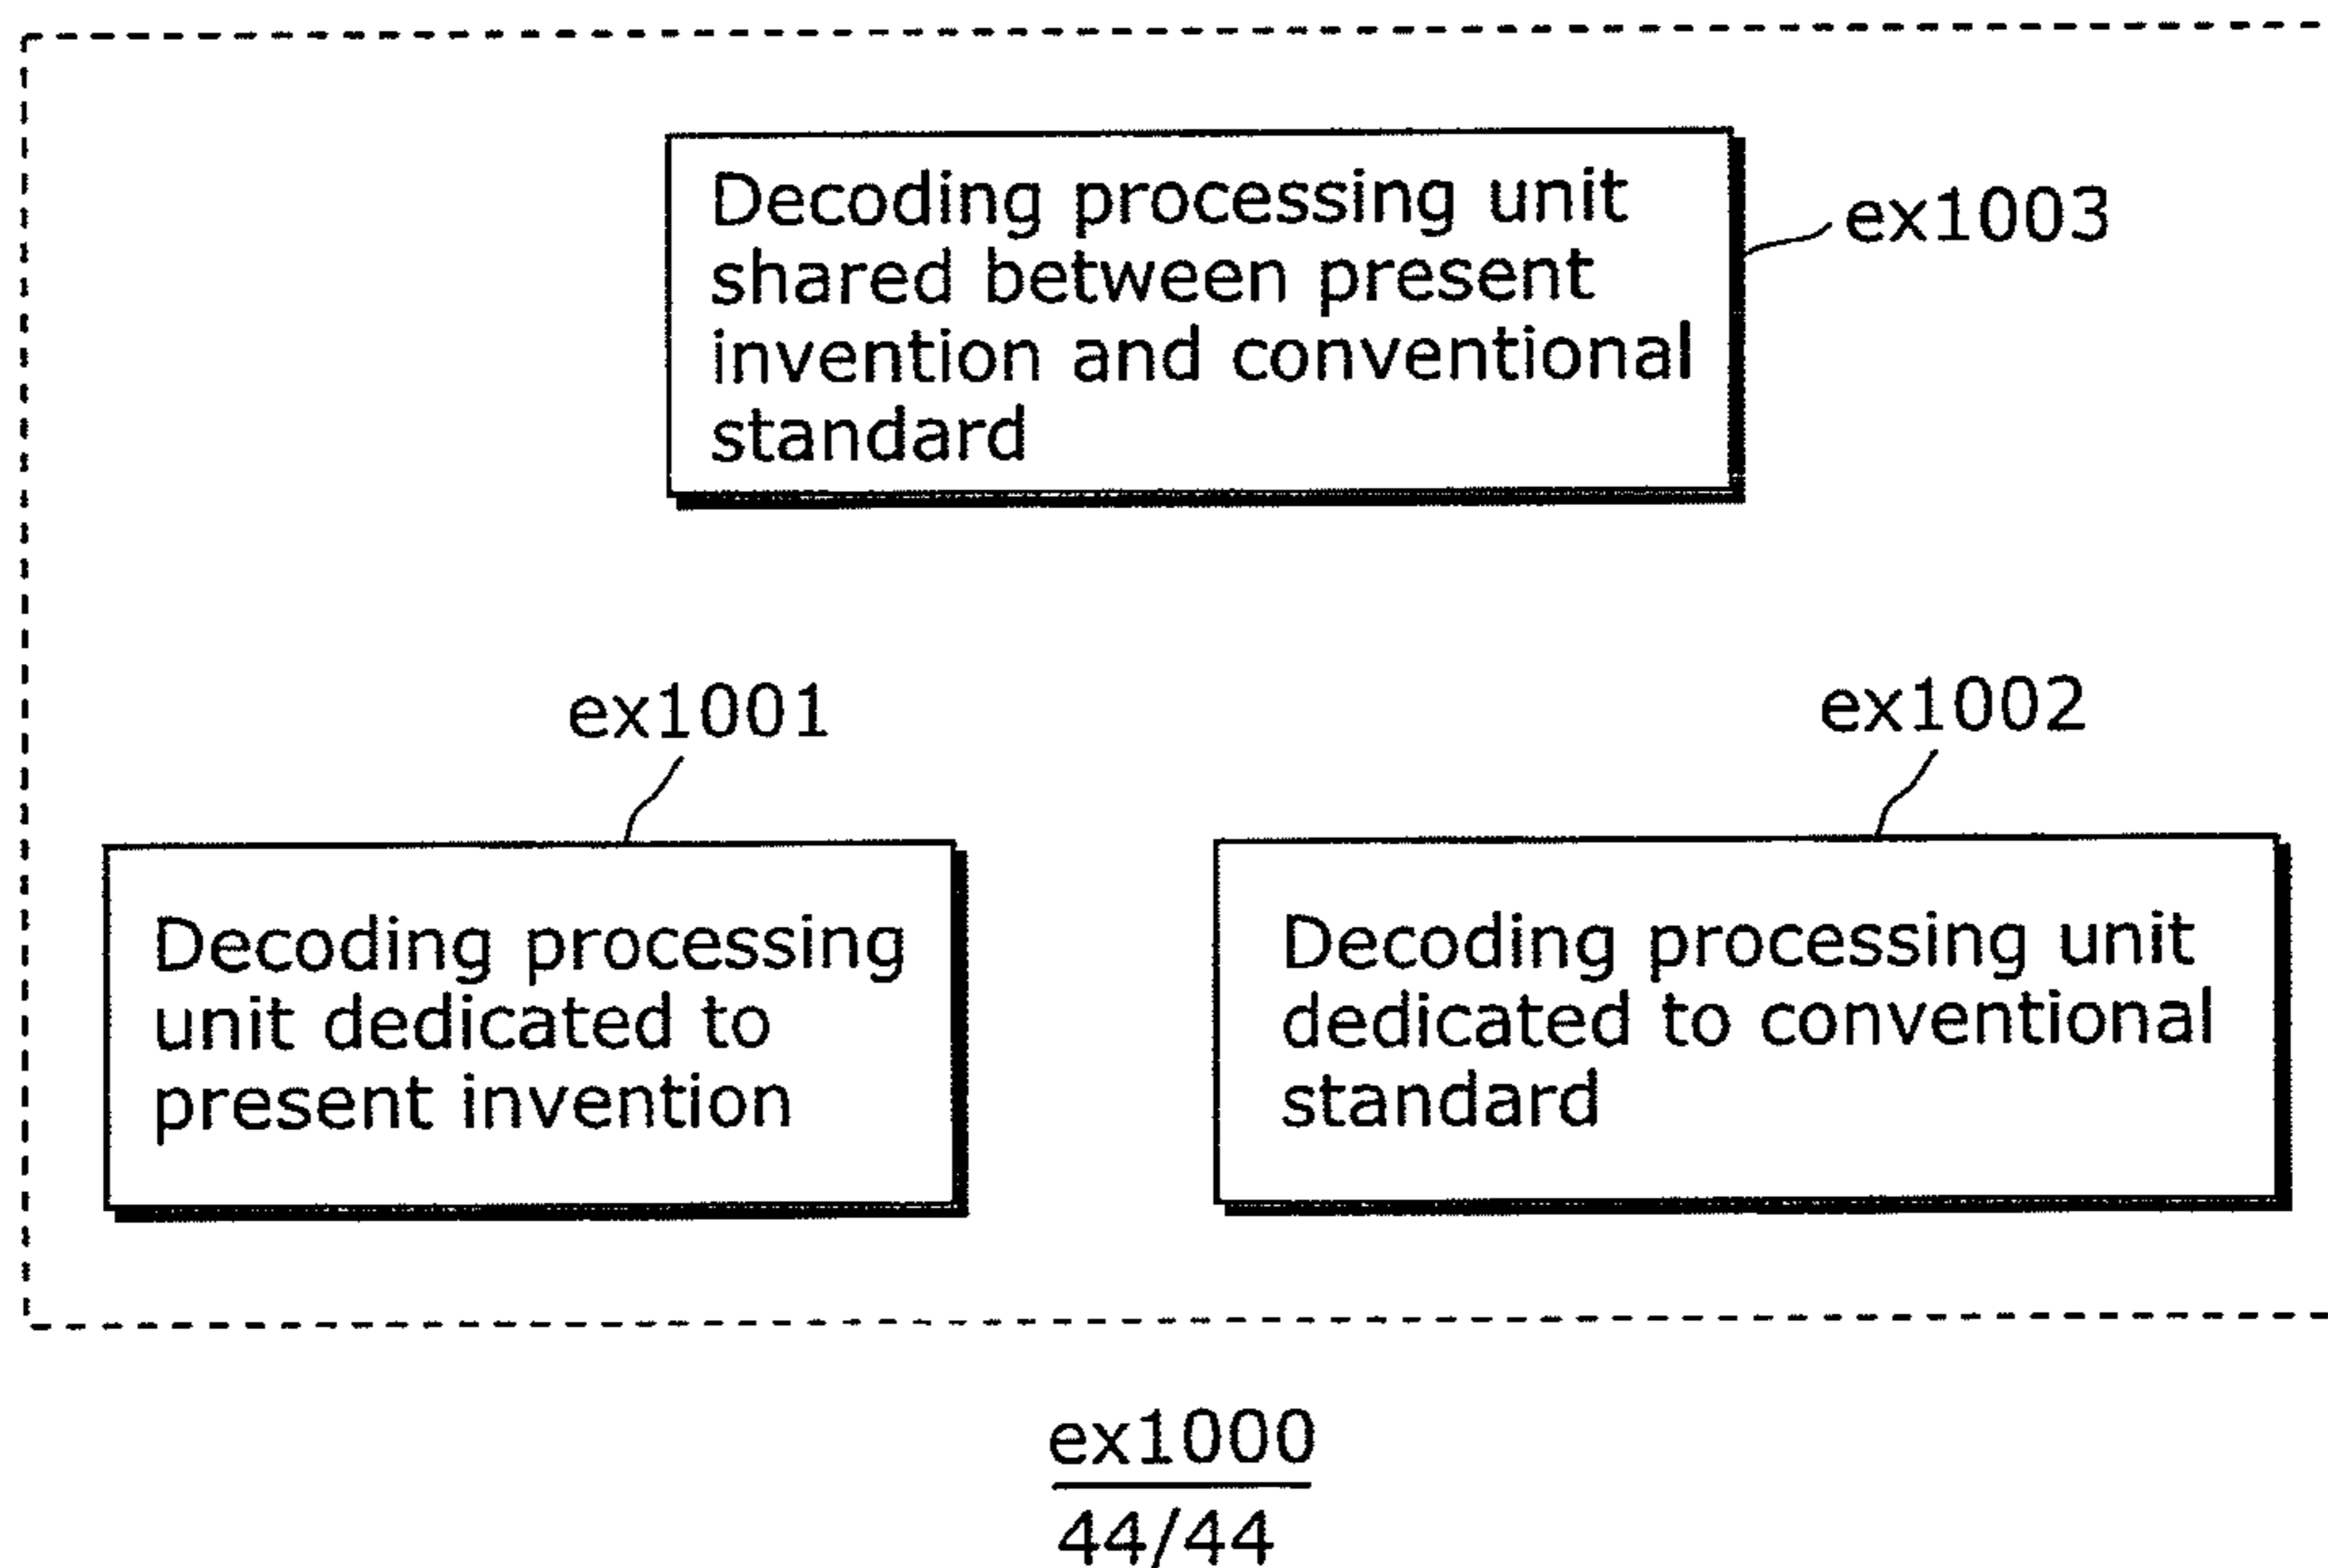 Decoding processing unit
shared between present
invention and conventional
standard
ex1003
ex1001
ex1002
Decoding processing
unit dedicated to
present invention
Decoding processing unit
dedicated to conventional
standard
ex1000
44/44